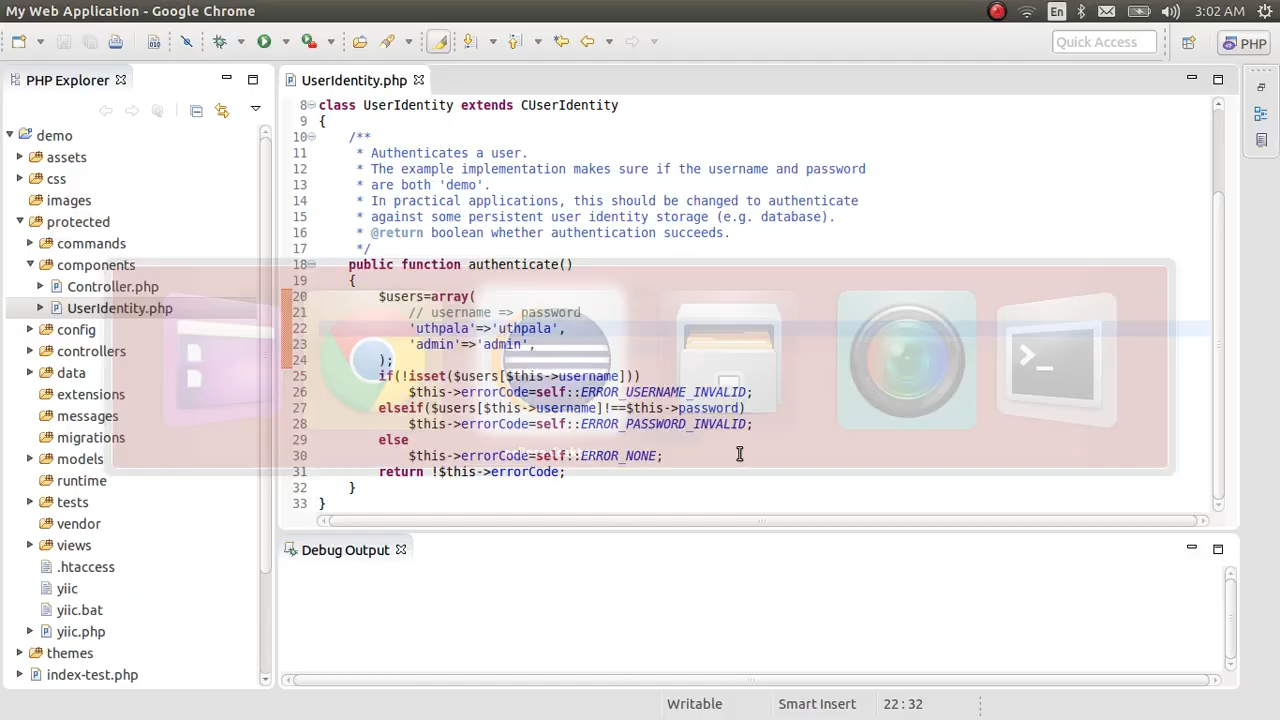 My Web Application - Google Chrome
En
3:02 AM
Quick Access
PHP
PHP Explorer
demo
assets
css
images
protected
commands
components
Controller.php
UserIdentity.php
config
controllers
data
extensions
messages
migrations
models
runtime
tests
vendor
views
.htaccess
yiic
yiic.bat
yiic.php
themes
index-test.php
UserIdentity.php
8 class UserIdentity extends CUserIdentity
9 {
10 /**
11 * Authenticates a user.
12 * The example implementation makes sure if the username and password
13 * are both 'demo'.
14 * In practical applications, this should be changed to authenticate
15 * against some persistent user identity storage (e.g. database).
16 * @return boolean whether authentication succeeds.
17 */
18 public function authenticate()
19 {
20 $users=array(
21 // username => password
22 'uthpala'=>'uthpala',
23 'admin'=>'admin',
24 );
25 if(!isset($users[$this->username]))
26 $this->errorCode=self::ERROR_USERNAME_INVALID;
27 elseif($users[$this->username]!==$this->password)
28 $this->errorCode=self::ERROR_PASSWORD_INVALID;
29 else
30 $this->errorCode=self::ERROR_NONE;
31 return !$this->errorCode;
32 }
33 }
Debug Output
Writable
Smart Insert
22 : 32